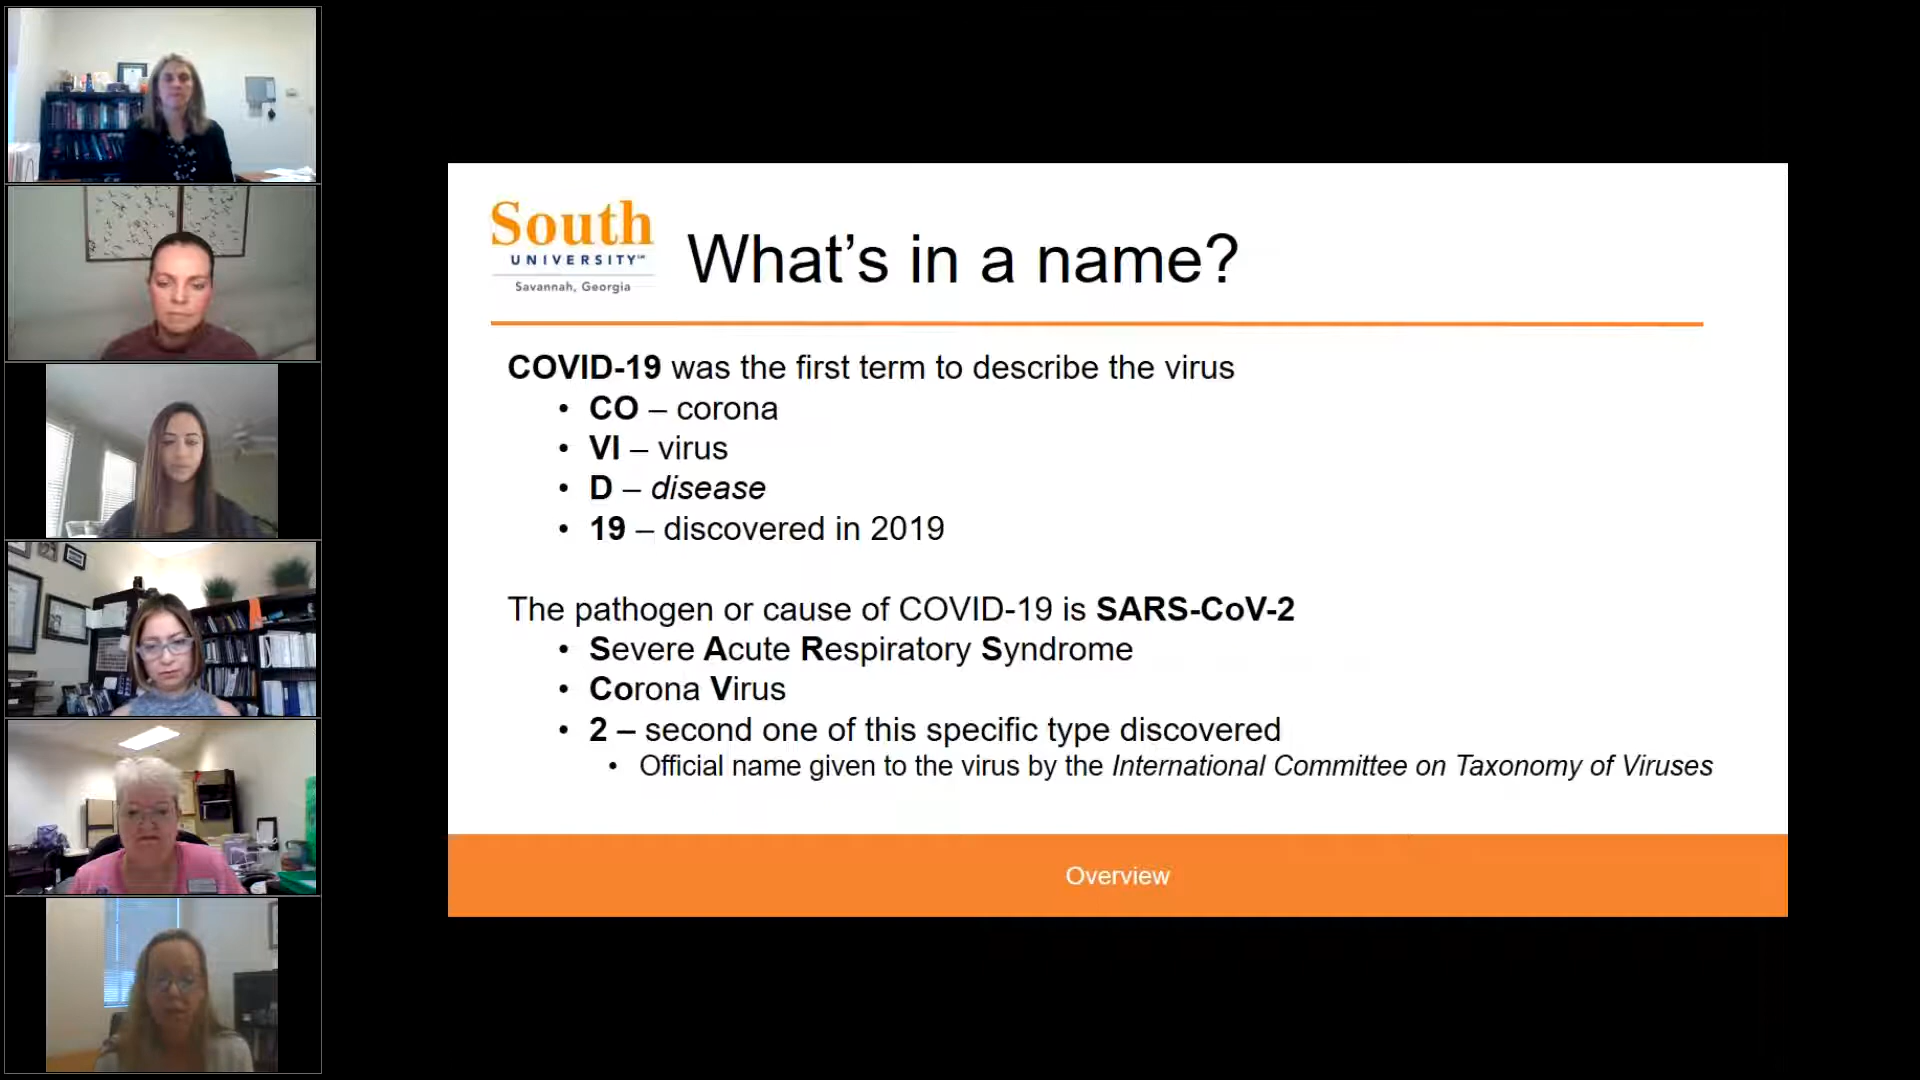 South
UNIVERSITY
Savannah, Georgia
What’s in a name?
COVID-19 was the first term to describe the virus
• CO – corona
• VI – virus
• D – disease
• 19 – discovered in 2019
The pathogen or cause of COVID-19 is SARS-CoV-2
• Severe Acute Respiratory Syndrome
• Corona Virus
• 2 – second one of this specific type discovered
• Official name given to the virus by the International Committee on Taxonomy of Viruses
Overview